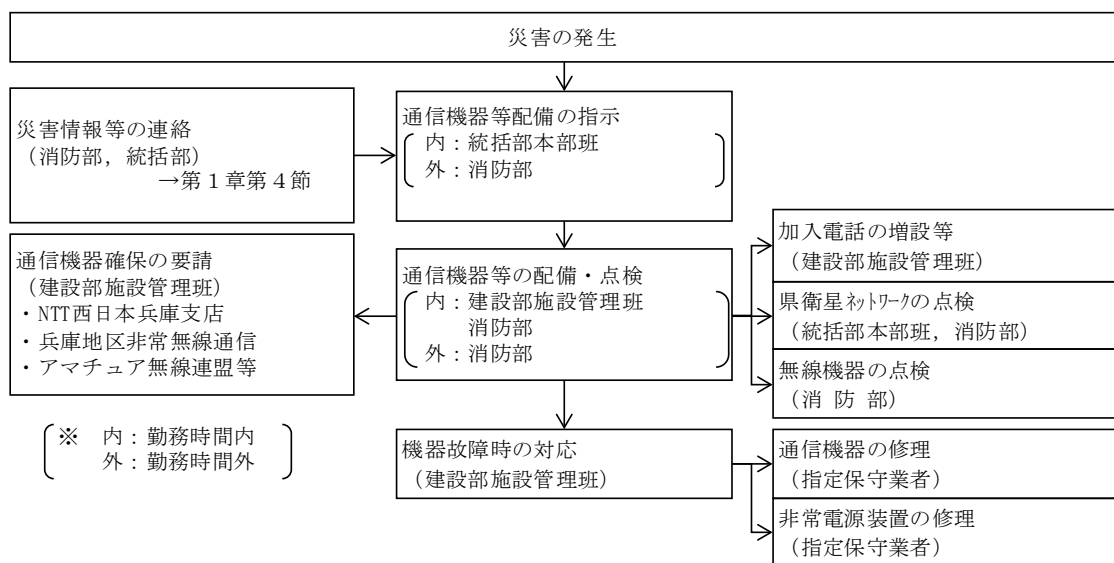 災害の発生
災害情報等の連絡
（消防部，統括部）
→第１章第４節
通信機器等配備の指示
内：統括部本部班
外：消防部
通信機器確保の要請
（建設部施設管理班）
・NTT西日本兵庫支店
・兵庫地区非常無線通信
・アマチュア無線連盟等
通信機器等の配備・点検
内：建設部施設管理班
消防部
外：消防部
加入電話の増設等
（建設部施設管理班）
県衛星ﾈｯﾄﾜｰｸの点検
（統括部本部班，消防部）
無線機器の点検
（消 防 部）
※　内：勤務時間内
外：勤務時間外
機器故障時の対応
（建設部施設管理班）
通信機器の修理
（指定保守業者）
非常電源装置の修理
（指定保守業者）